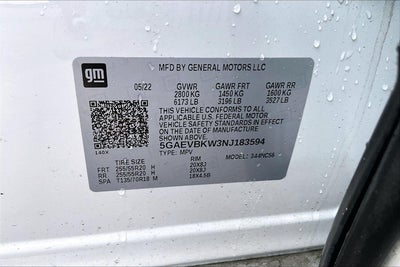 gm
MFD BY GENERAL MOTORS LLC
05/22 GVWR GAWR FRT GAWR RR
2800 KG 1450 KG 1600 KG
6173 LB 3196 LB 3527 LB
THIS VEHICLE CONFORMS TO ALL
APPLICABLE U.S. FEDERAL MOTOR
VEHICLE SAFETY STANDARDS IN EFFECT ON THE
DATE OF MANUFACTURE SHOWN ABOVE.
5GAEVBKW3NJ183594
140X TYPE: MPV MODEL: 344NC56
TIRE SIZE RIM
FRT 255/55R20 H 20X8J
RR 255/55R20 H 20X8J
SPA T135/70R18 M 18X4.5B